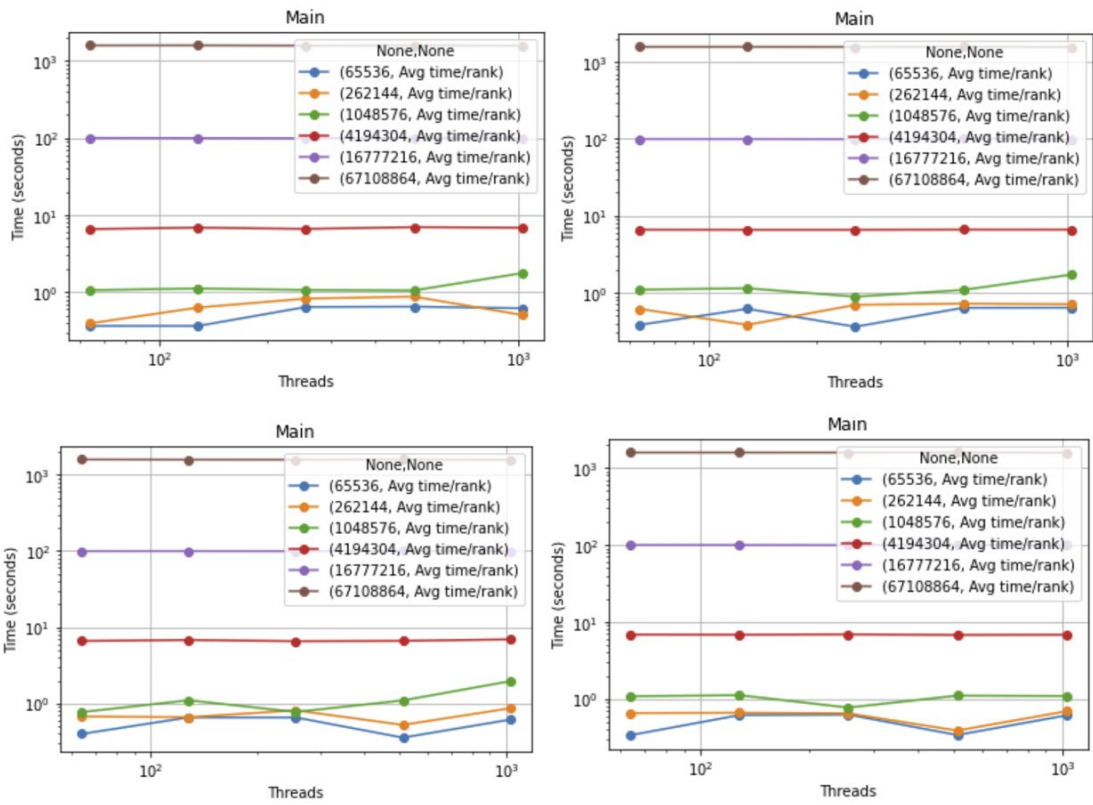 Main
Time (seconds)
10³
10²
10¹
10⁰
None,None
(65536, Avg time/rank)
(262144, Avg time/rank)
(1048576, Avg time/rank)
(4194304, Avg time/rank)
(16777216, Avg time/rank)
(67108864, Avg time/rank)
10² 10³
Threads
Main
Time (seconds)
10³
10²
10¹
10⁰
None,None
(65536, Avg time/rank)
(262144, Avg time/rank)
(1048576, Avg time/rank)
(4194304, Avg time/rank)
(16777216, Avg time/rank)
(67108864, Avg time/rank)
10² 10³
Threads
Main
Time (seconds)
10³
10²
10¹
10⁰
None,None
(65536, Avg time/rank)
(262144, Avg time/rank)
(1048576, Avg time/rank)
(4194304, Avg time/rank)
(16777216, Avg time/rank)
(67108864, Avg time/rank)
10² 10³
Threads
Main
Time (seconds)
10³
10²
10¹
10⁰
None,None
(65536, Avg time/rank)
(262144, Avg time/rank)
(1048576, Avg time/rank)
(4194304, Avg time/rank)
(16777216, Avg time/rank)
(67108864, Avg time/rank)
10² 10³
Threads